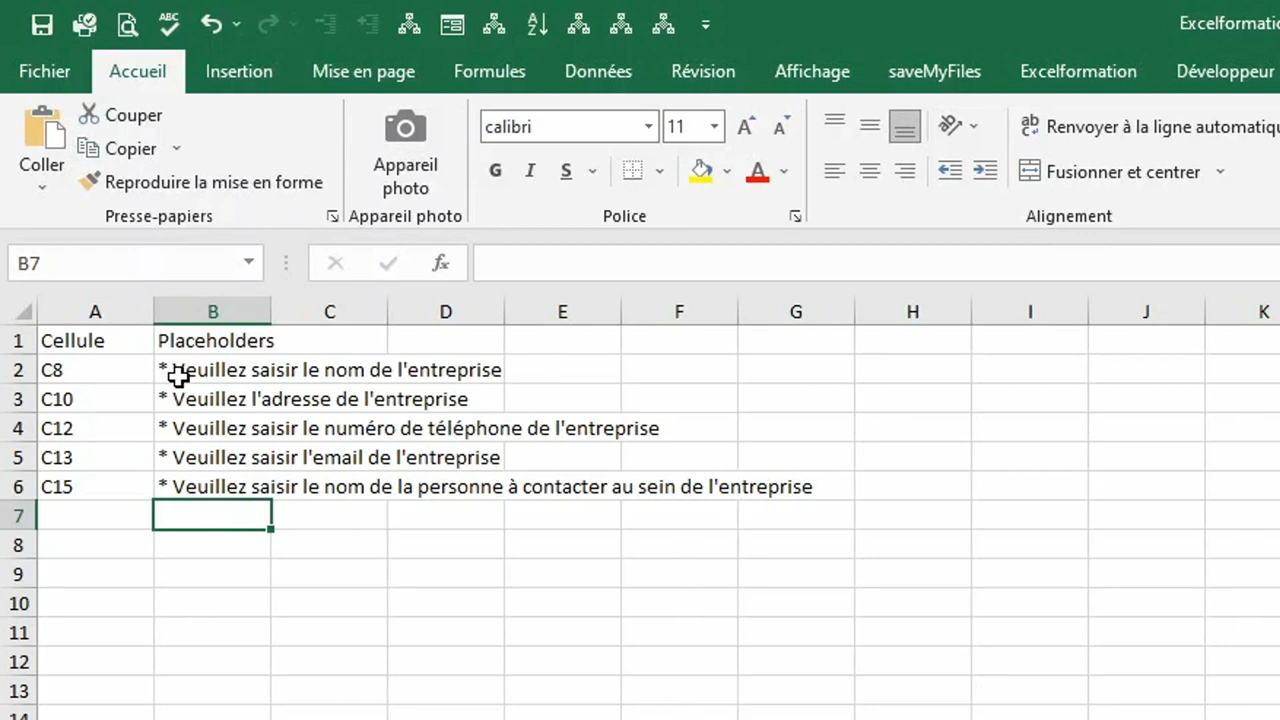 ABC
Excelformatio
Fichier Accueil Insertion Mise en page Formules Données Révision Affichage saveMyFiles Excelformation Développeur
Coller
Couper
Copier
Reproduire la mise en forme
Presse-papiers
Appareil
photo
Appareil photo
calibri 11
G I S
Police
Renvoyer à la ligne automatiqu
Fusionner et centrer
Alignement
B7 fx
A B C D E F G H I J K
1 Cellule Placeholders
2 C8 * Veuillez saisir le nom de l'entreprise
3 C10 * Veuillez l'adresse de l'entreprise
4 C12 * Veuillez saisir le numéro de téléphone de l'entreprise
5 C13 * Veuillez saisir l'email de l'entreprise
6 C15 * Veuillez saisir le nom de la personne à contacter au sein de l'entreprise
7
8
9
10
11
12
13
14